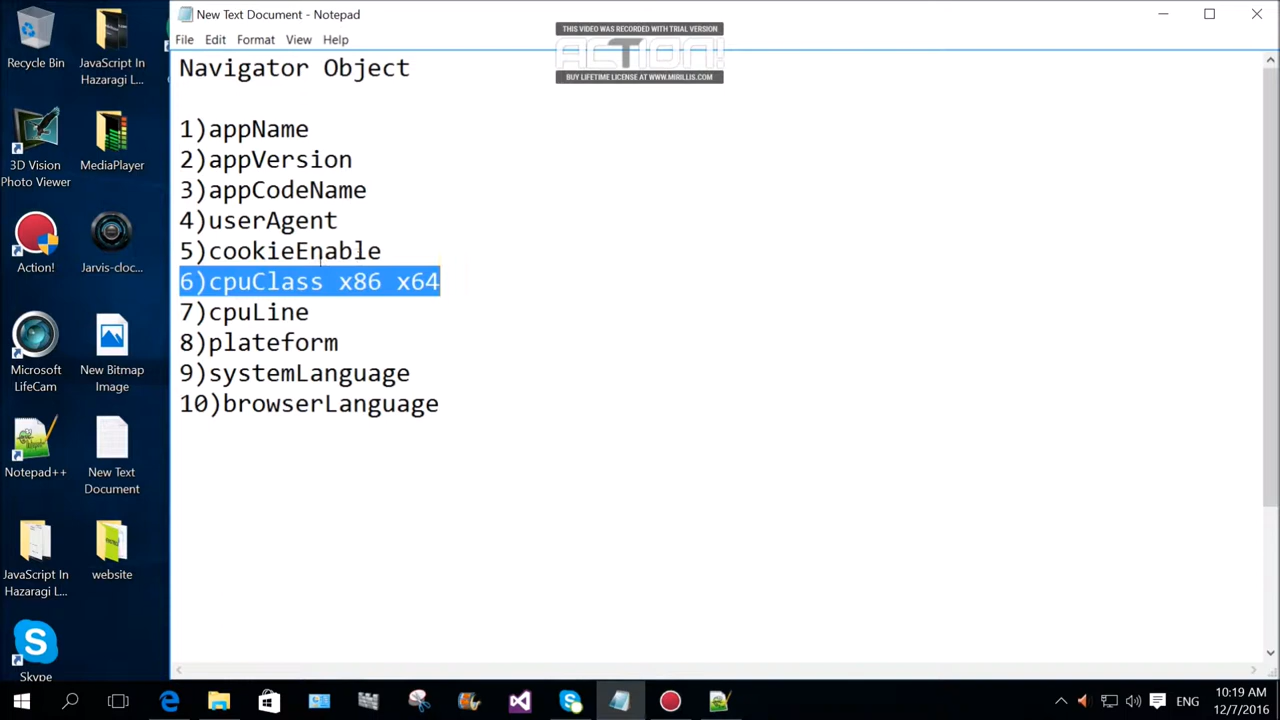 New Text Document - Notepad
THIS VIDEO WAS RECORDED WITH TRIAL VERSION
ACTION!
BUY LIFETIME LICENSE AT WWW.MIRILLIS.COM
File Edit Format View Help
Navigator Object
1)appName
2)appVersion
3)appCodeName
4)userAgent
5)cookieEnable
6)cpuClass x86 x64
7)cpuLine
8)plateform
9)systemLanguage
10)browserLanguage
Recycle Bin
JavaScript In
Hazaragi L...
3D Vision
Photo Viewer
MediaPlayer
Action!
Jarvis-cloc...
Microsoft
LifeCam
New Bitmap
Image
Notepad++
New Text
Document
JavaScript In
Hazaragi L...
website
Skype
ENG
10:19 AM
12/7/2016